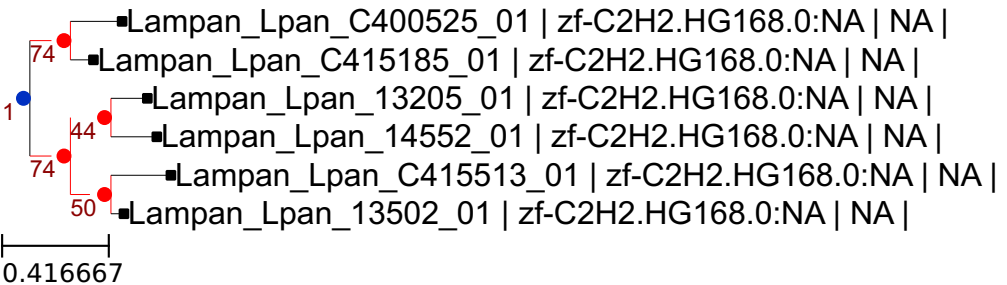 Lampan_Lpan_C400525_01 | zf-C2H2.HG168.0:NA | NA |
74
Lampan_Lpan_C415185_01 | zf-C2H2.HG168.0:NA | NA |
1
Lampan_Lpan_13205_01 | zf-C2H2.HG168.0:NA | NA |
44
Lampan_Lpan_14552_01 | zf-C2H2.HG168.0:NA | NA |
74
Lampan_Lpan_C415513_01 | zf-C2H2.HG168.0:NA | NA |
50
Lampan_Lpan_13502_01 | zf-C2H2.HG168.0:NA | NA |
0.416667